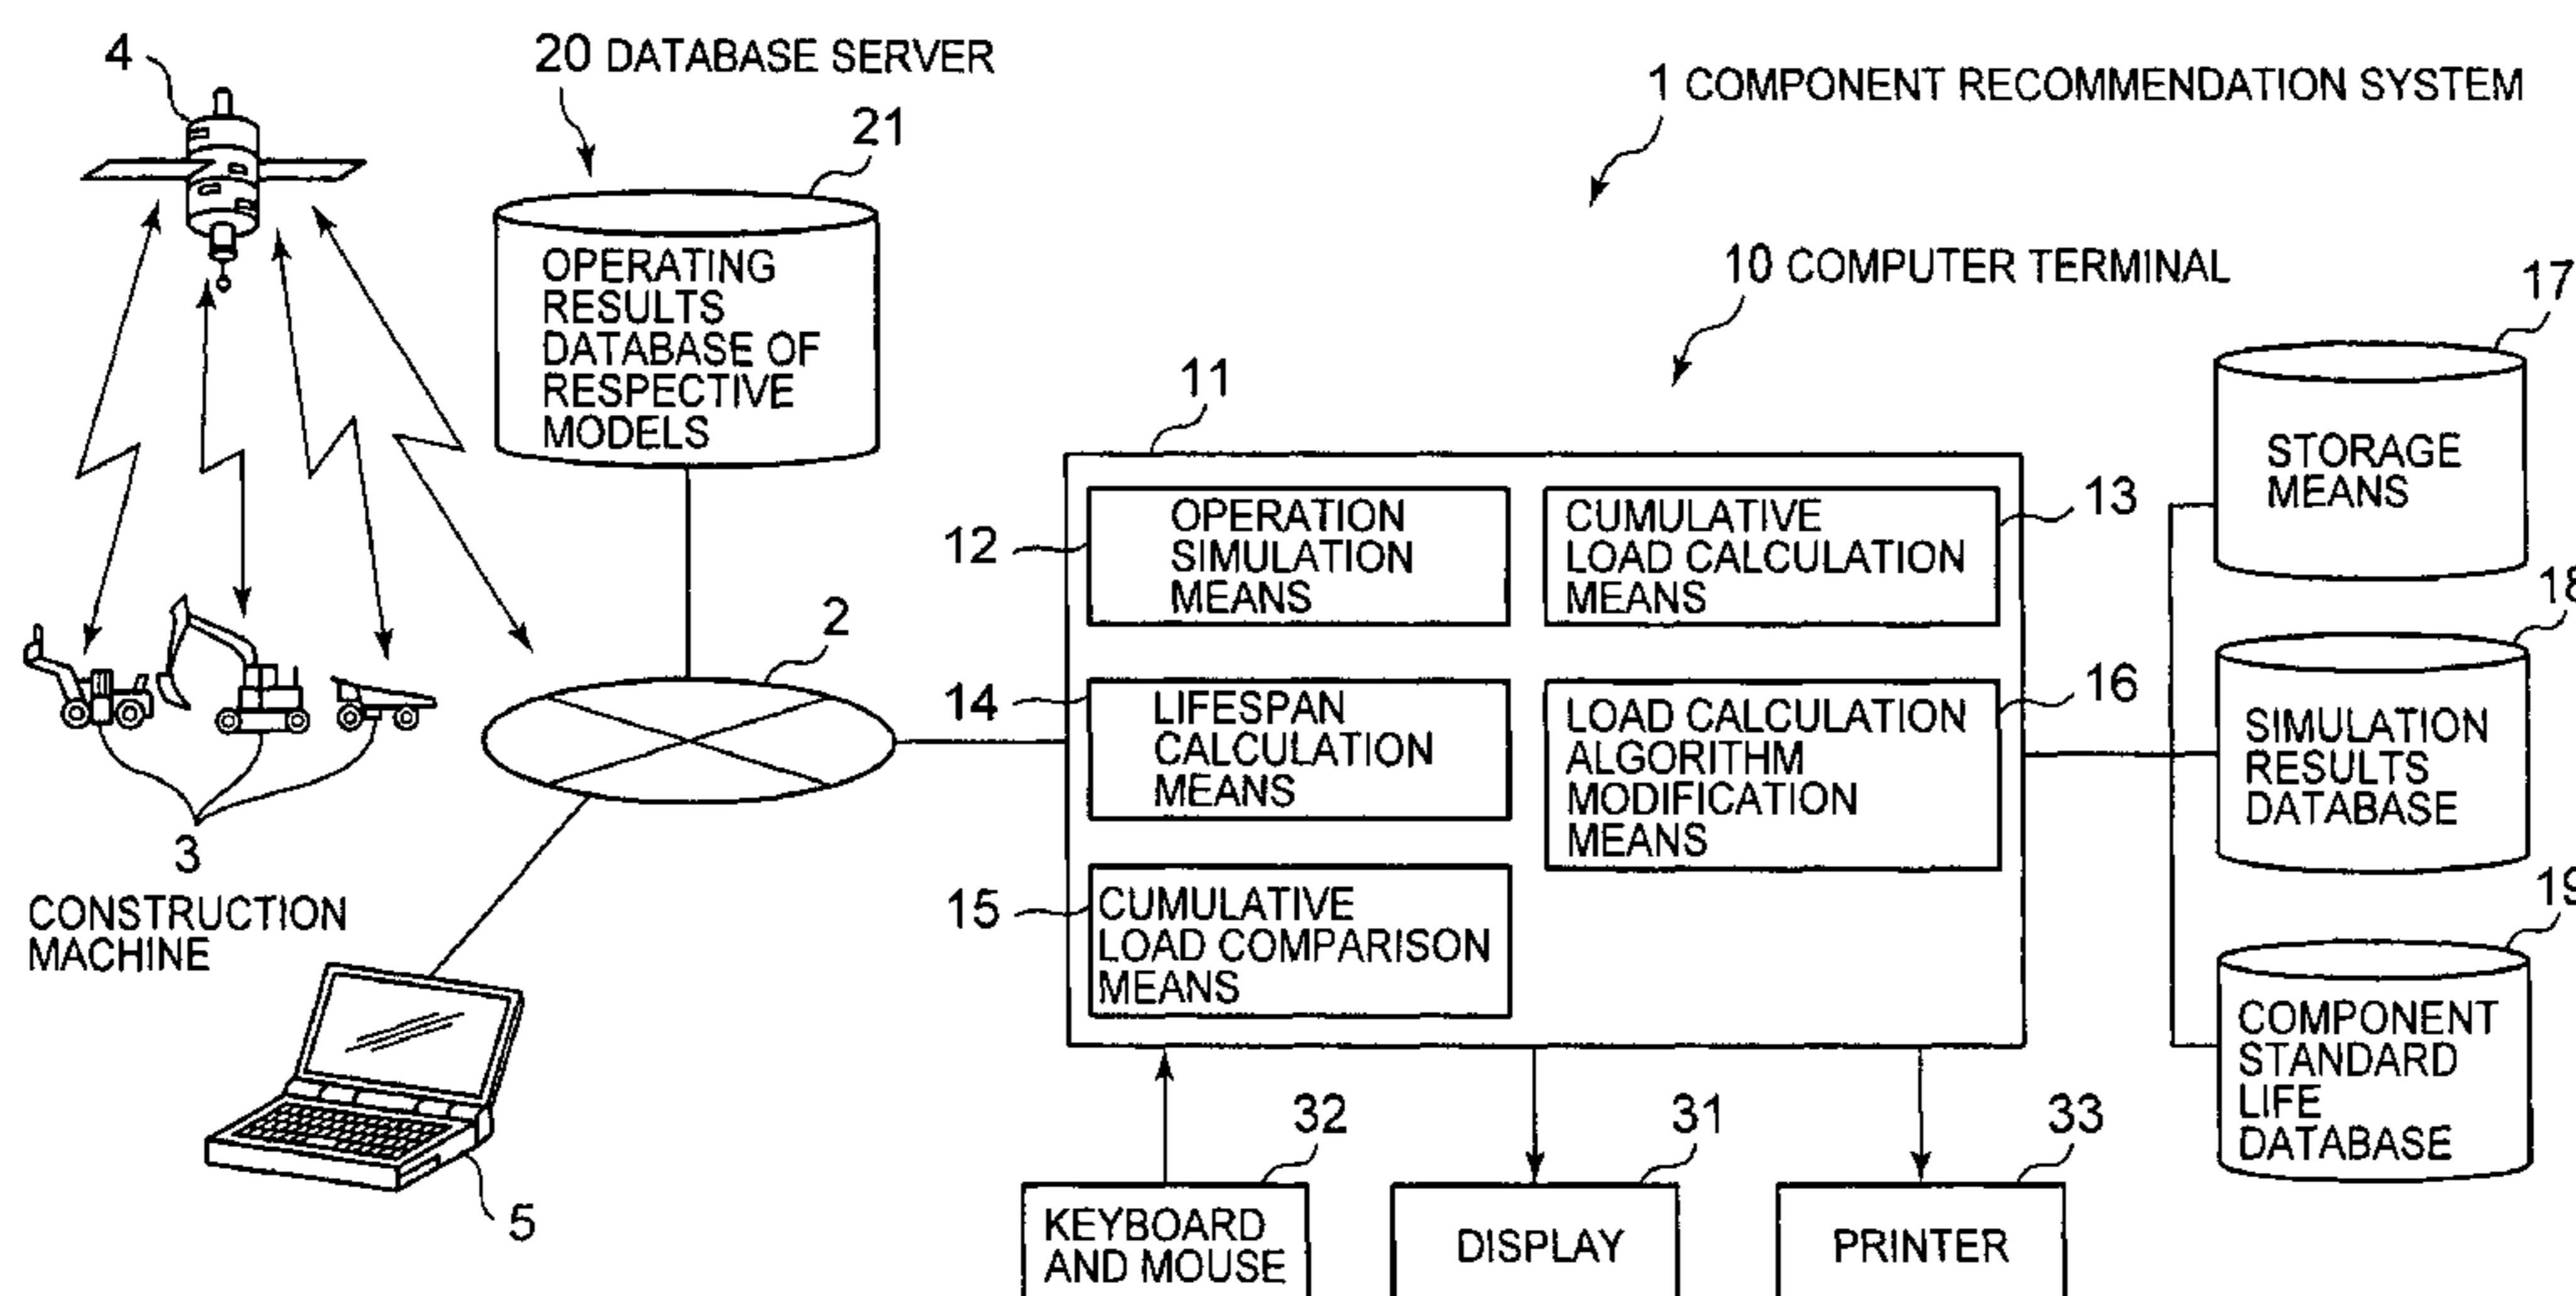 4
20 DATABASE SERVER
21
1 COMPONENT RECOMMENDATION SYSTEM
10 COMPUTER TERMINAL
OPERATING
RESULTS
DATABASE OF
RESPECTIVE
MODELS
11
17
STORAGE
MEANS
12
OPERATION
SIMULATION
MEANS
13
CUMULATIVE
LOAD CALCULATION
MEANS
2
14
LIFESPAN
CALCULATION
MEANS
16
LOAD CALCULATION
ALGORITHM
MODIFICATION
MEANS
18
SIMULATION
RESULTS
DATABASE
3
CONSTRUCTION
MACHINE
15
CUMULATIVE
LOAD COMPARISON
MEANS
19
COMPONENT
STANDARD
LIFE
DATABASE
5
32
KEYBOARD
AND MOUSE
31
DISPLAY
33
PRINTER